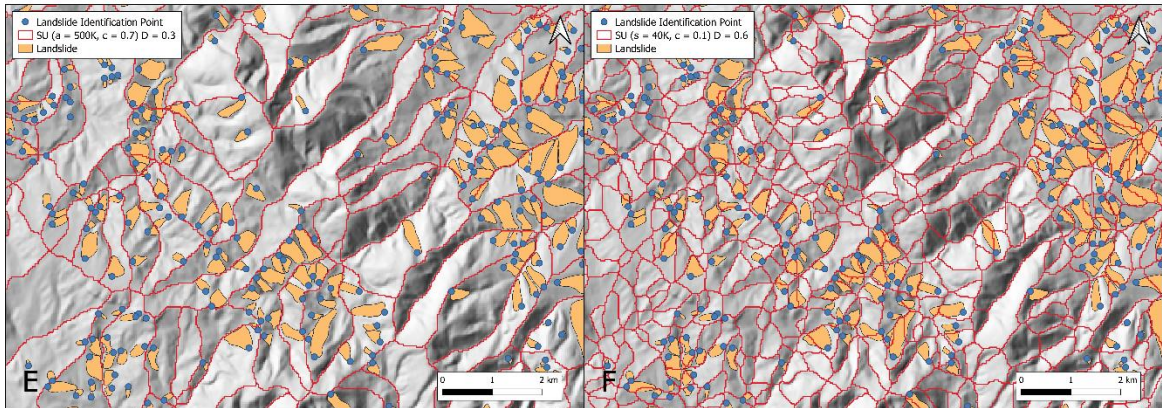 Landslide Identification Point
SU (a = 500K, c = 0.7) D = 0.3
Landslide
E
0 1 2 km
Landslide Identification Point
SU (s = 40K, c = 0.1) D = 0.6
Landslide
F
0 1 2 km